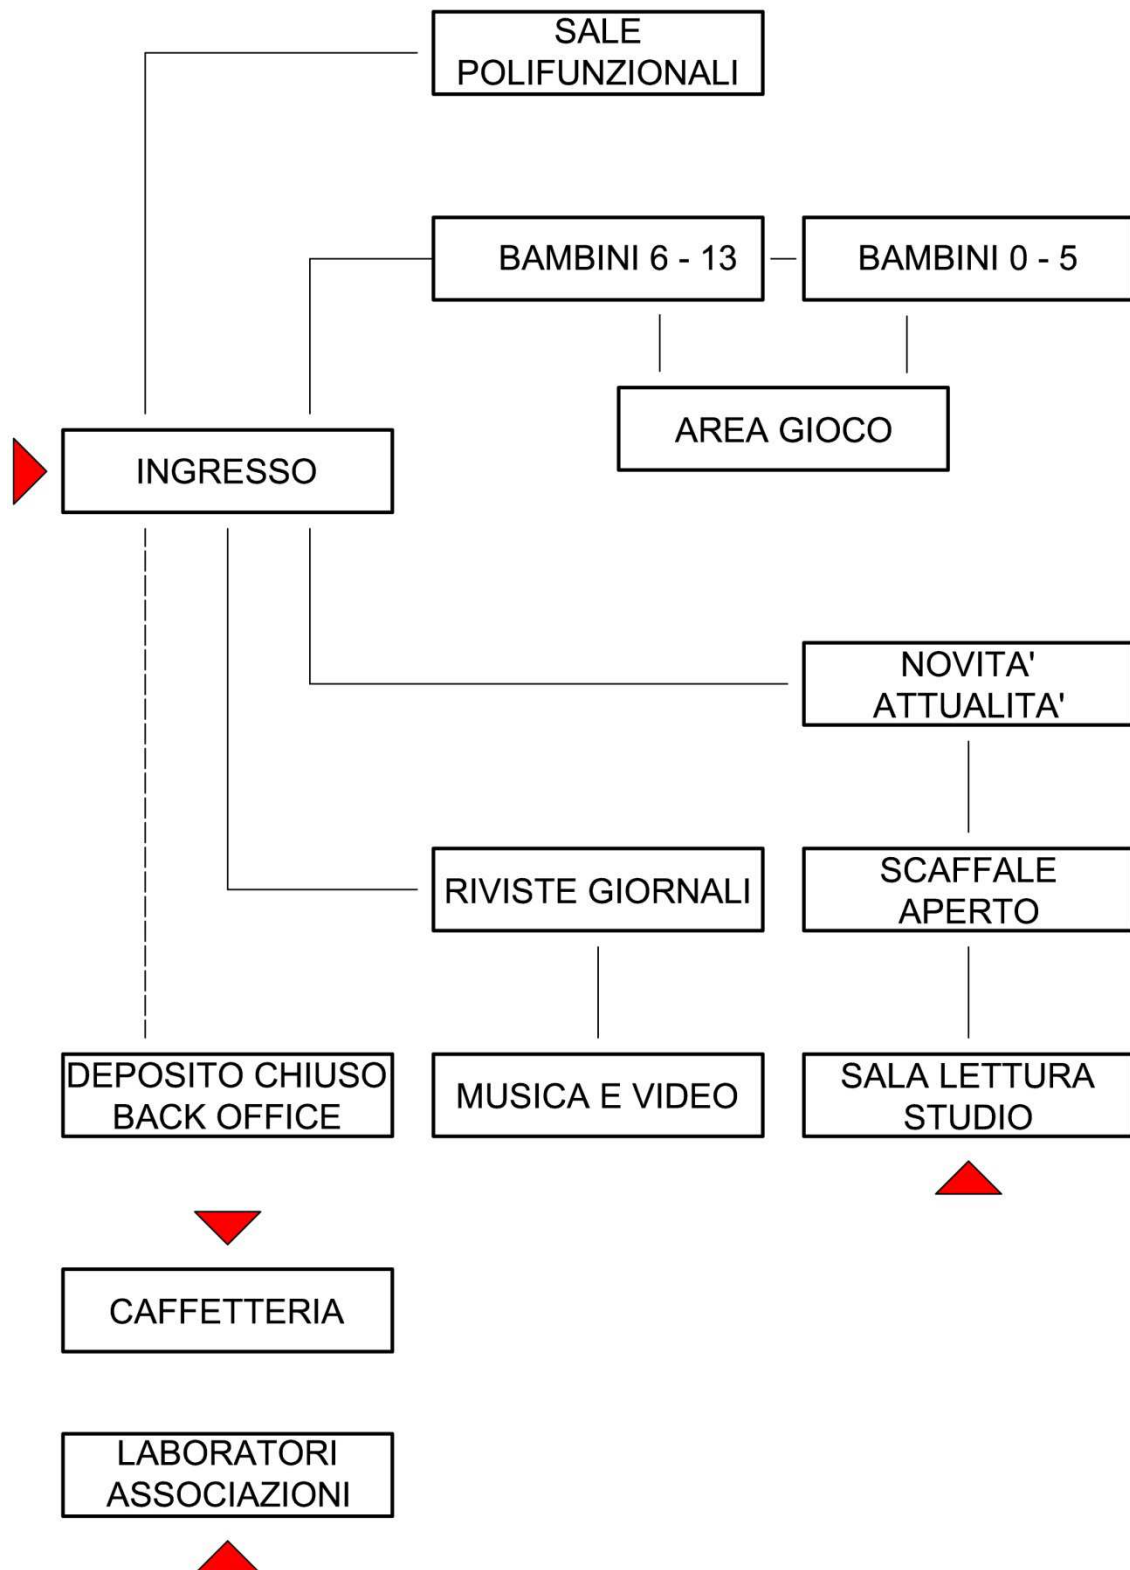 SALE
POLIFUNZIONALI
BAMBINI 6 - 13
BAMBINI 0 - 5
AREA GIOCO
INGRESSO
NOVITA'
ATTUALITA'
RIVISTE GIORNALI
SCAFFALE
APERTO
DEPOSITO CHIUSO
BACK OFFICE
MUSICA E VIDEO
SALA LETTURA
STUDIO
CAFFETTERIA
LABORATORI
ASSOCIAZIONI